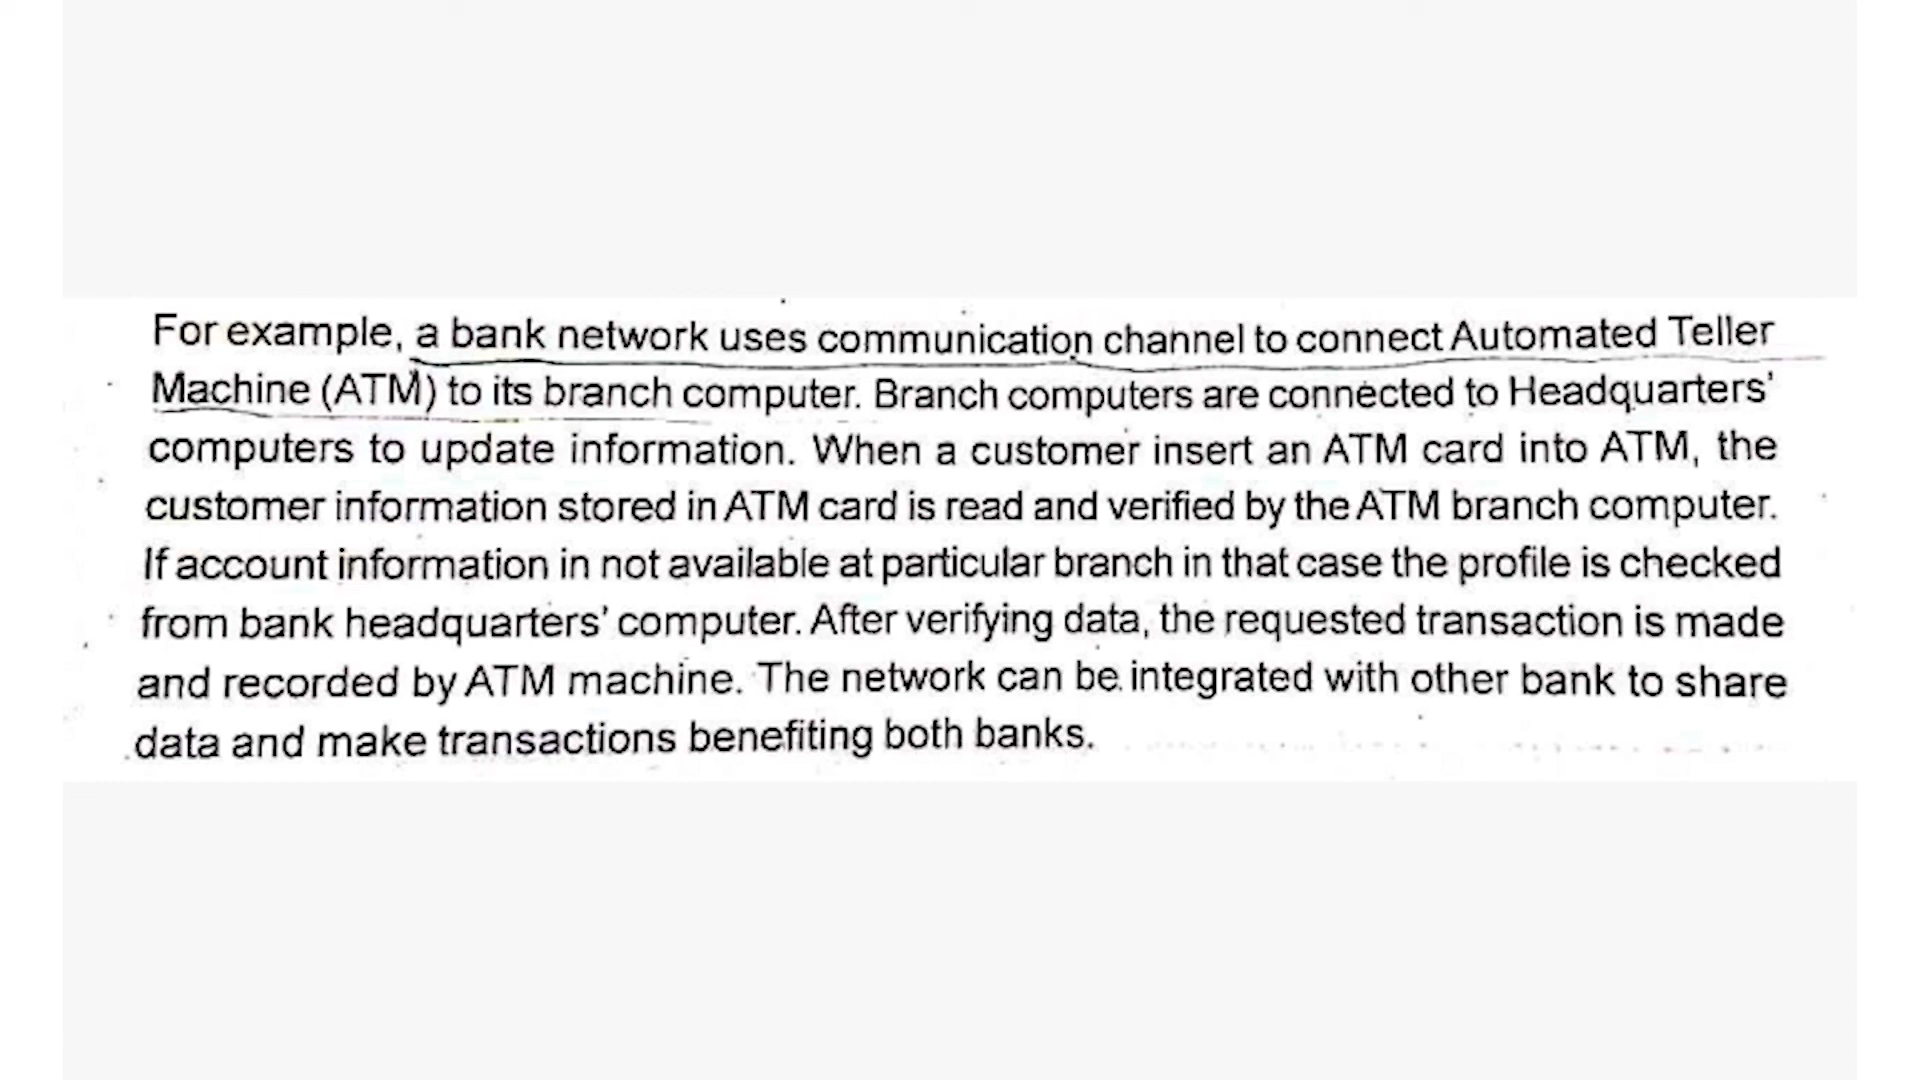 For example, a bank network uses communication channel to connect Automated Teller
Machine (ATM) to its branch computer. Branch computers are connected to Headquarters'
computers to update information. When a customer insert an ATM card into ATM, the
customer information stored in ATM card is read and verified by the ATM branch computer.
If account information in not available at particular branch in that case the profile is checked
from bank headquarters' computer. After verifying data, the requested transaction is made
and recorded by ATM machine. The network can be integrated with other bank to share
data and make transactions benefiting both banks.